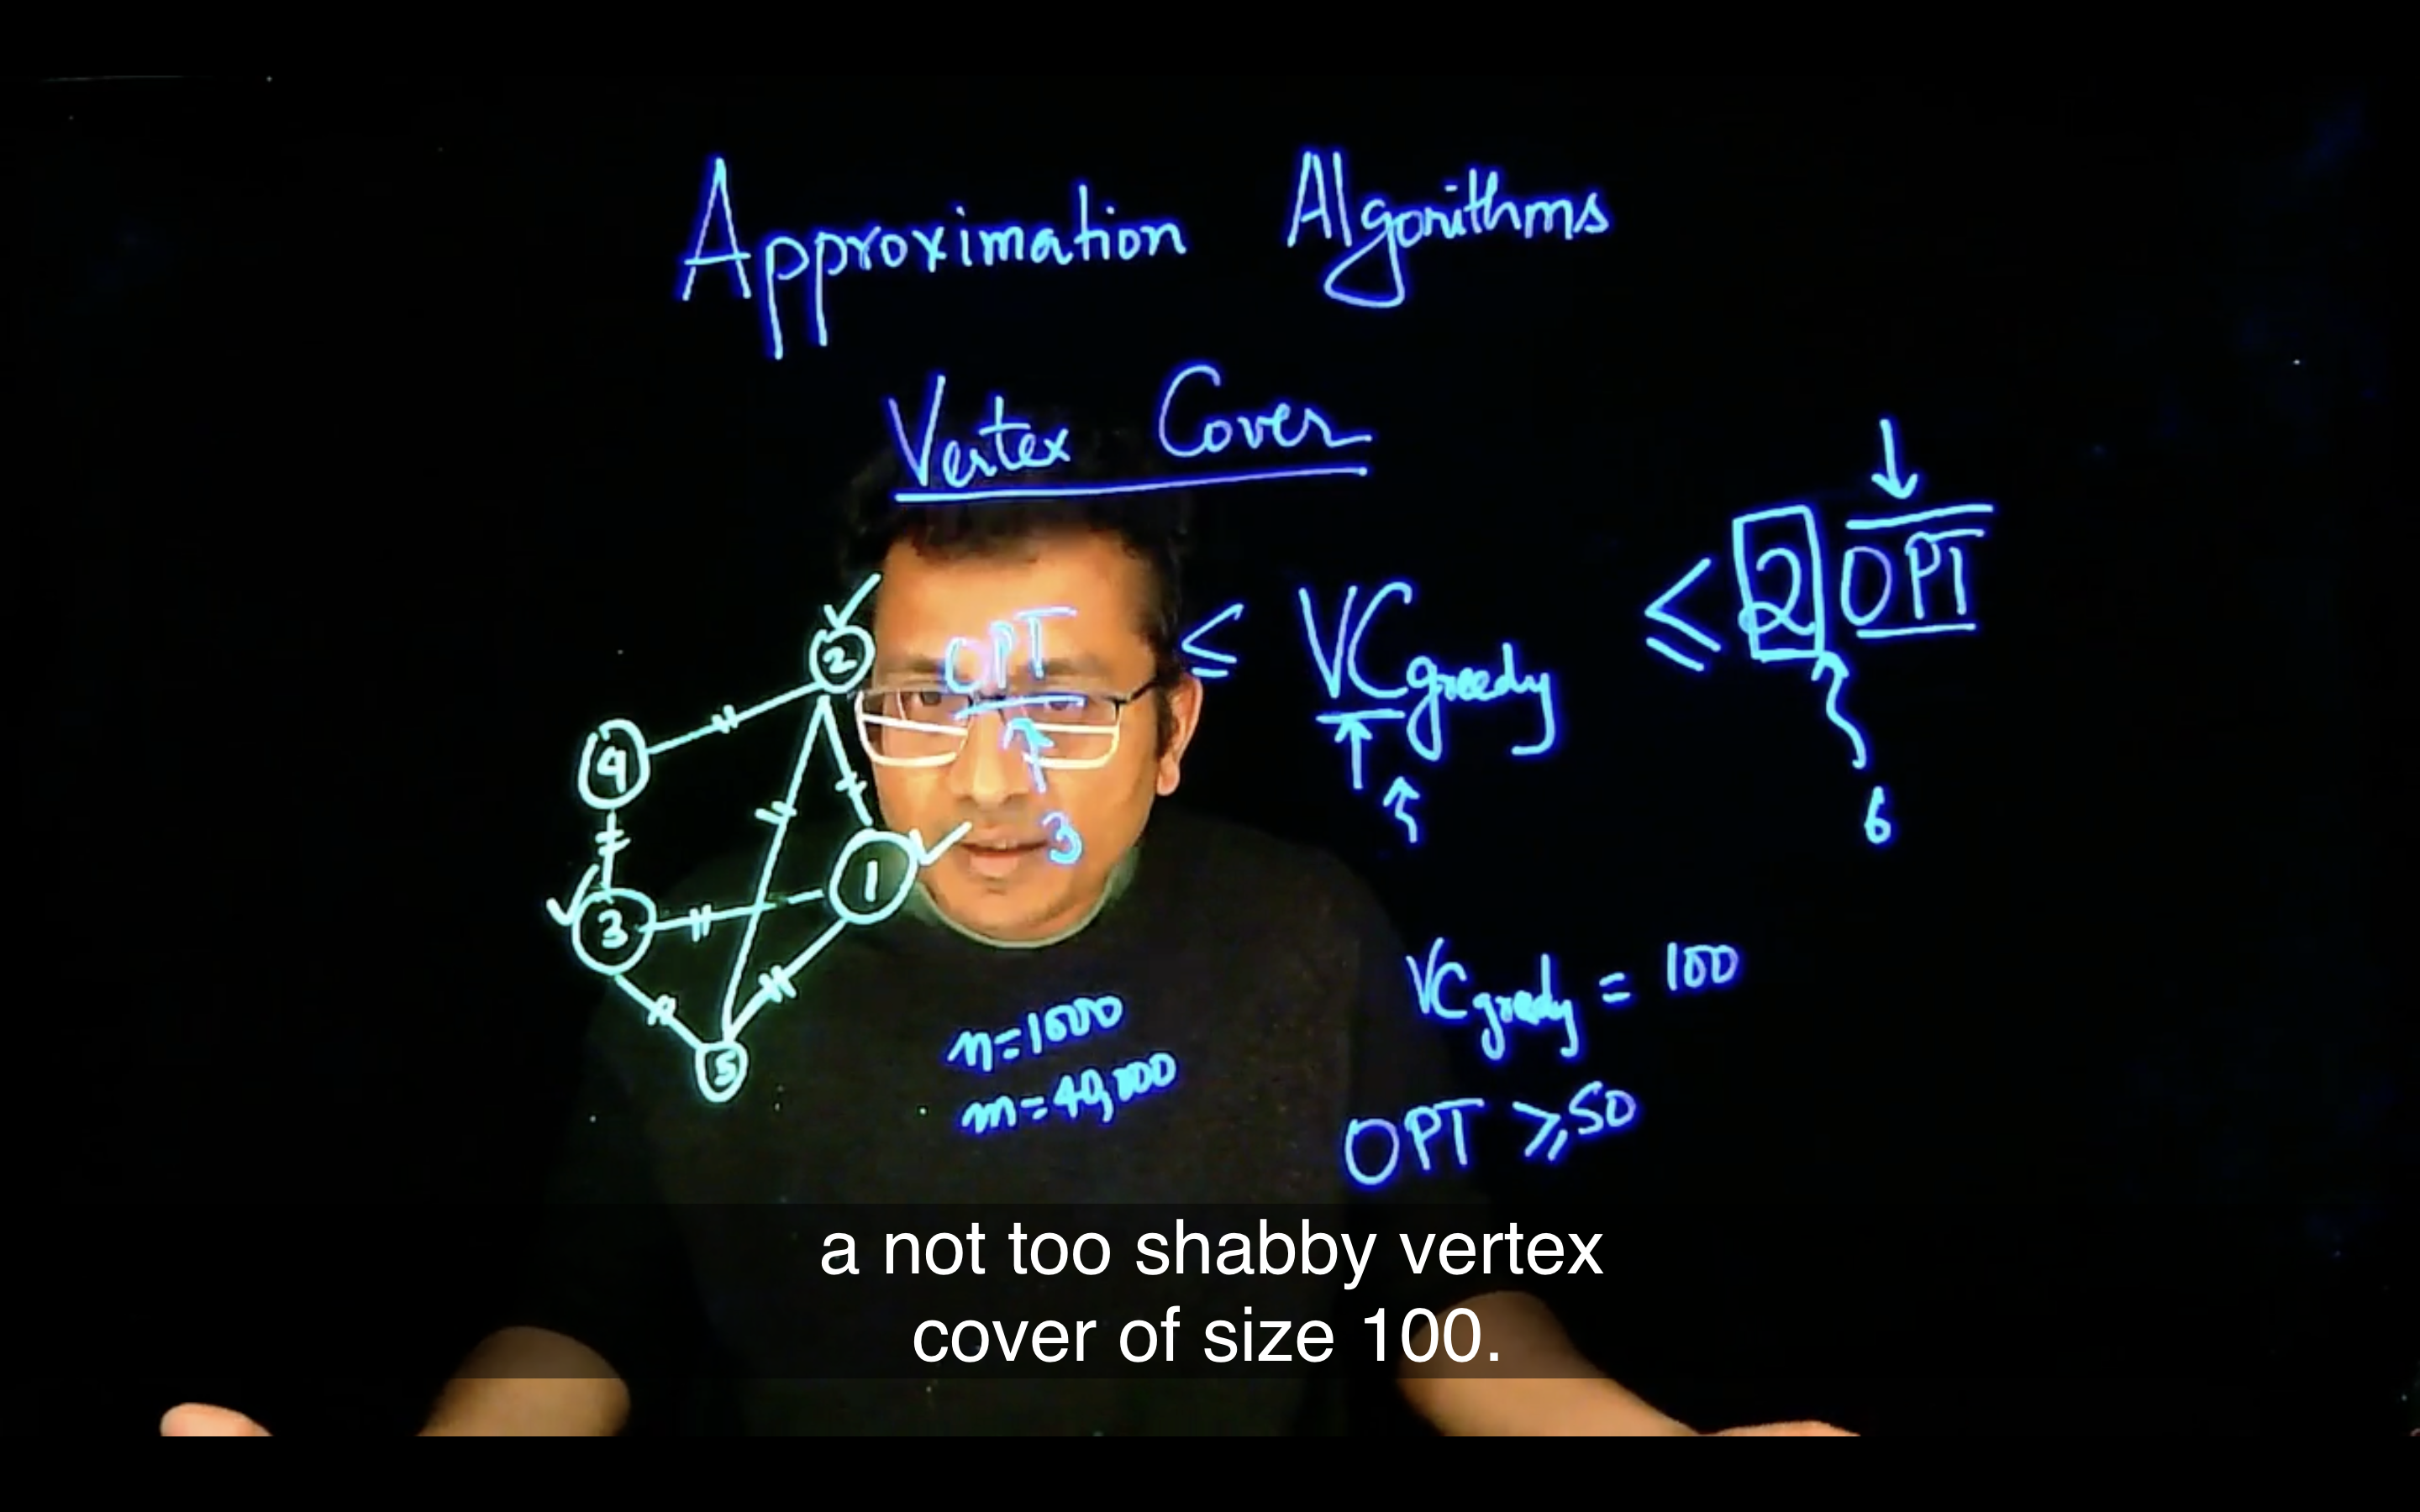 Approximation Algorithms
Vertex Cover
OPT ≤ VCgreedy ≤ 2 OPT
3
6
2
4
1
3
5
n=1000
m=40,000
VCgreedy = 100
OPT ≥ 50
a not too shabby vertex
cover of size 100.